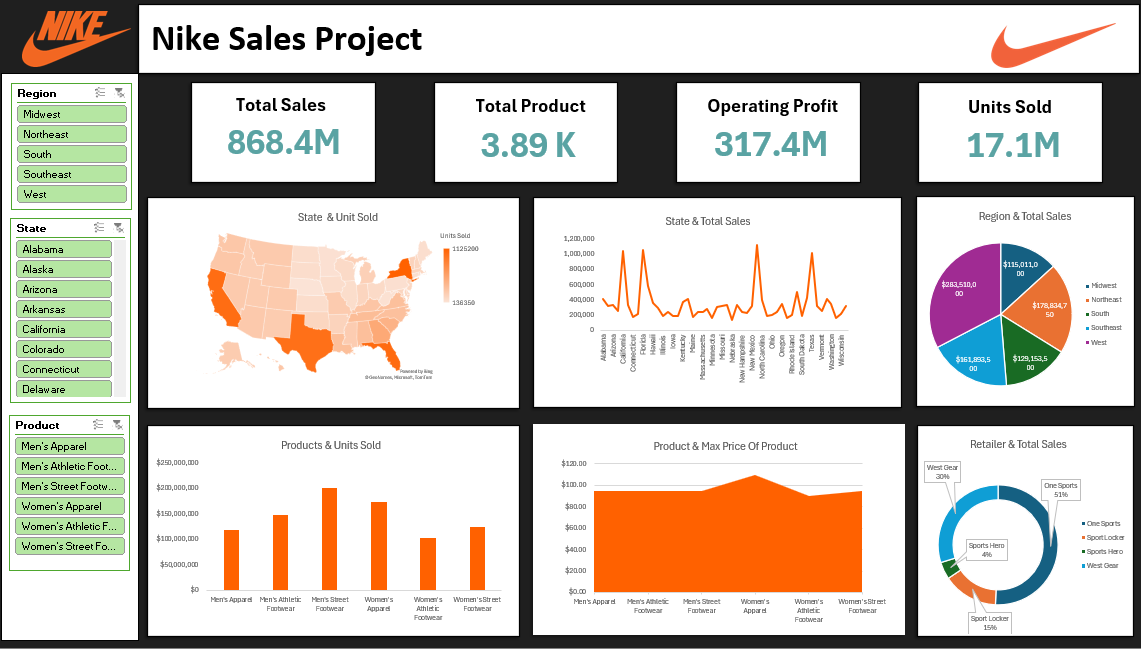 NIKE
Nike Sales Project
Region
Midwest
Northeast
South
Southeast
West
State
Alabama
Alaska
Arizona
Arkansas
California
Colorado
Connecticut
Delaware
Product
Men's Apparel
Men's Athletic Foot...
Men's Street Footw...
Women's Apparel
Women's Athletic F...
Women's Street Fo...
Total Sales
868.4M
Total Product
3.89 K
Operating Profit
317.4M
Units Sold
17.1M
State & Unit Sold
Units Sold
1125200
138350
Powered by Bing
© GeoNames, Microsoft, TomTom
State & Total Sales
1,200,000
1,000,000
800,000
600,000
400,000
200,000
0
Alabama
Arizona
California
Connecticut
Florida
Hawaii
Illinois
Iowa
Kentucky
Maine
Massachusetts
Minnesota
Missouri
Nebraska
New Hampshire
New Mexico
North Carolina
Ohio
Oregon
Rhode Island
South Dakota
Texas
Vermont
Washington
Wisconsin
Region & Total Sales
$115,011,0
00
$178,834,7
50
$129,153,5
00
$161,893,5
00
$283,510,0
00
Midwest
Northeast
South
Southeast
West
Products & Units Sold
$250,000,000
$200,000,000
$150,000,000
$100,000,000
$50,000,000
$0
Men's Apparel
Men's Athletic
Footwear
Men's Street
Footwear
Women's
Apparel
Women's
Athletic
Footwear
Women's Street
Footwear
Product & Max Price Of Product
$120.00
$100.00
$80.00
$60.00
$40.00
$20.00
$0.00
Men's Apparel
Men's Athletic
Footwear
Men's Street
Footwear
Women's
Apparel
Women's
Athletic
Footwear
Women's Street
Footwear
Retailer & Total Sales
West Gear
30%
One Sports
51%
Sports Hero
4%
Sport Locker
15%
One Sports
Sport Locker
Sports Hero
West Gear